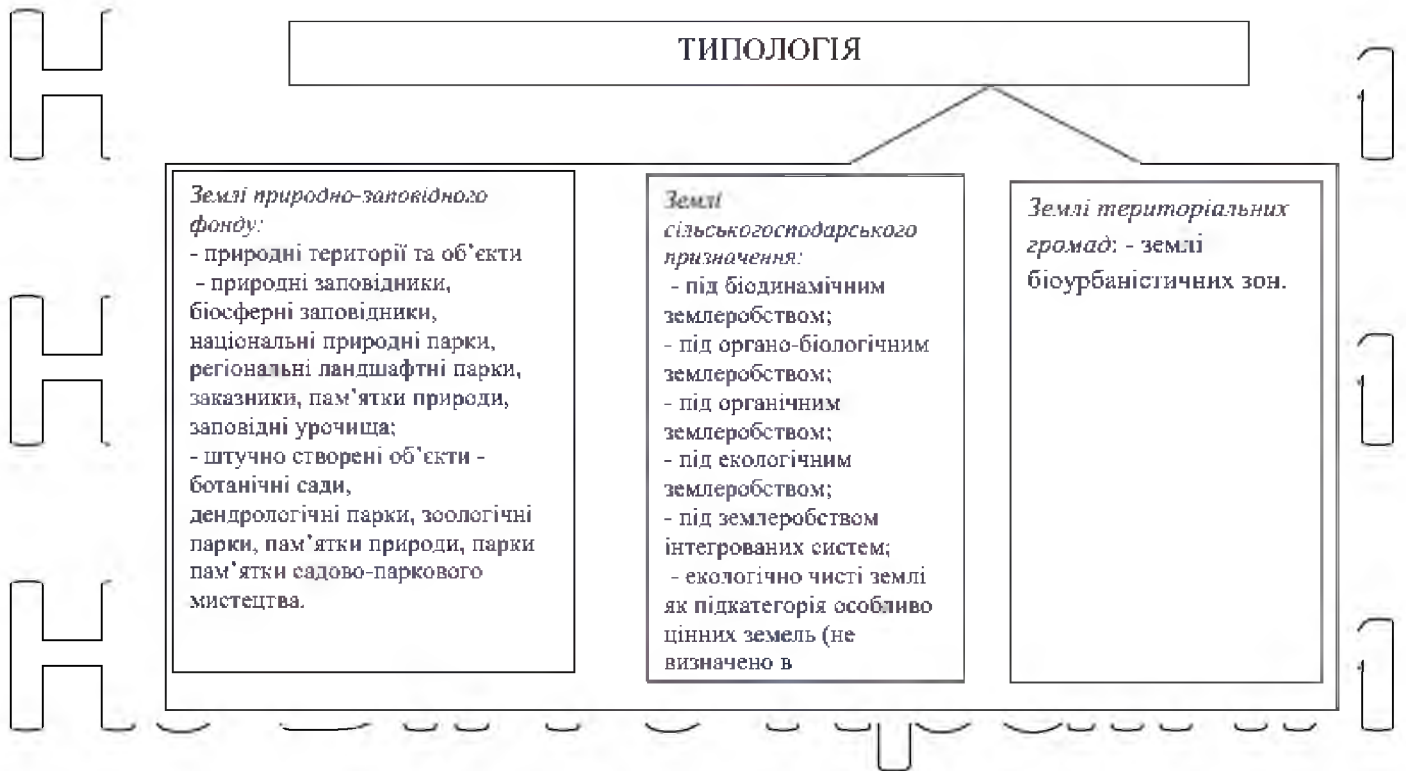 ТИПОЛОГІЯ
Землі природно-заповідного
фонду:
- природні території та об’єкти
- природні заповідники,
біосферні заповідники,
національні природні парки,
регіональні ландшафтні парки,
заказники, пам’ятки природи,
заповідні урочища;
- штучно створені об’єкти -
ботанічні сади,
дендрологічні парки, зоологічні
парки, пам’ятки природи, парки
пам’ятки садово-паркового
мистецтва.
Землі
сільськогосподарського
призначення:
- під біодинамічним
землеробством;
- під органо-біологічним
землеробством;
- під органічним
землеробством;
- під екологічним
землеробством;
- під землеробством
інтегрованих систем;
- екологічно чисті землі
як підкатегорія особливо
цінних земель (не
визначено в
Землі територіальних
громад: - землі
біоурбаністичних зон.